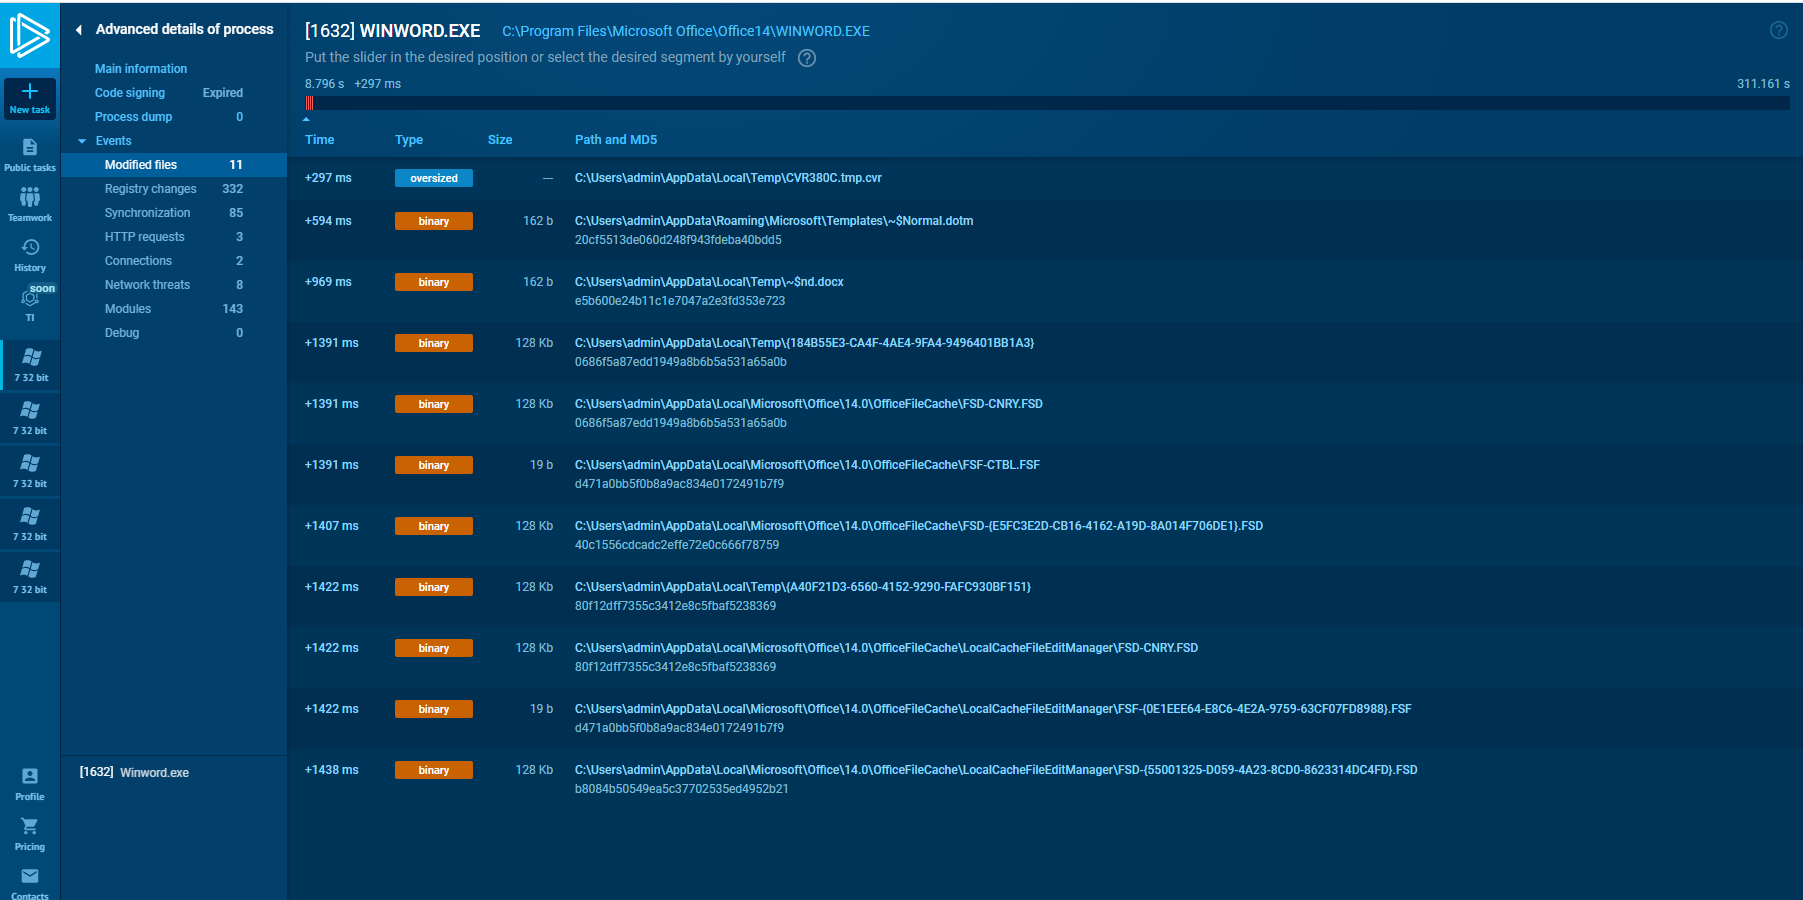 New task
Public tasks
Teamwork
History
soon
TI
7 32 bit
7 32 bit
7 32 bit
7 32 bit
7 32 bit
Profile
Pricing
Contacts
Advanced details of process
Main information
Code signing Expired
Process dump 0
Events
Modified files 11
Registry changes 332
Synchronization 85
HTTP requests 3
Connections 2
Network threats 8
Modules 143
Debug 0
[1632] Winword.exe
[1632] WINWORD.EXE C:\Program Files\Microsoft Office\Office14\WINWORD.EXE
Put the slider in the desired position or select the desired segment by yourself ?
8.796 s +297 ms 311.161 s
Time Type Size Path and MD5
+297 ms oversized — C:\Users\admin\AppData\Local\Temp\CVR380C.tmp.cvr
+594 ms binary 162 b C:\Users\admin\AppData\Roaming\Microsoft\Templates\~$Normal.dotm
20cf5513de060d248f943fdeba40bdd5
+969 ms binary 162 b C:\Users\admin\AppData\Local\Temp\~$nd.docx
e5b600e24b11c1e7047a2e3fd353e723
+1391 ms binary 128 Kb C:\Users\admin\AppData\Local\Temp\{184B55E3-CA4F-4AE4-9FA4-9496401BB1A3}
0686f5a87edd1949a8b6b5a531a65a0b
+1391 ms binary 128 Kb C:\Users\admin\AppData\Local\Microsoft\Office\14.0\OfficeFileCache\FSD-CNRY.FSD
0686f5a87edd1949a8b6b5a531a65a0b
+1391 ms binary 19 b C:\Users\admin\AppData\Local\Microsoft\Office\14.0\OfficeFileCache\FSF-CTBL.FSF
d471a0bb5f0b8a9ac834e0172491b7f9
+1407 ms binary 128 Kb C:\Users\admin\AppData\Local\Microsoft\Office\14.0\OfficeFileCache\FSD-{E5FC3E2D-CB16-4162-A19D-8A014F706DE1}.FSD
40c1556cdcadc2effe72e0c666f78759
+1422 ms binary 128 Kb C:\Users\admin\AppData\Local\Temp\{A40F21D3-6560-4152-9290-FAFC930BF151}
80f12dff7355c3412e8c5fbaf5238369
+1422 ms binary 128 Kb C:\Users\admin\AppData\Local\Microsoft\Office\14.0\OfficeFileCache\LocalCacheFileEditManager\FSD-CNRY.FSD
80f12dff7355c3412e8c5fbaf5238369
+1422 ms binary 19 b C:\Users\admin\AppData\Local\Microsoft\Office\14.0\OfficeFileCache\LocalCacheFileEditManager\FSF-{0E1EEE64-E8C6-4E2A-9759-63CF07FD8988}.FSF
d471a0bb5f0b8a9ac834e0172491b7f9
+1438 ms binary 128 Kb C:\Users\admin\AppData\Local\Microsoft\Office\14.0\OfficeFileCache\LocalCacheFileEditManager\FSD-{55001325-D059-4A23-8CD0-8623314DC4FD}.FSD
b8084b50549ea5c37702535ed4952b21